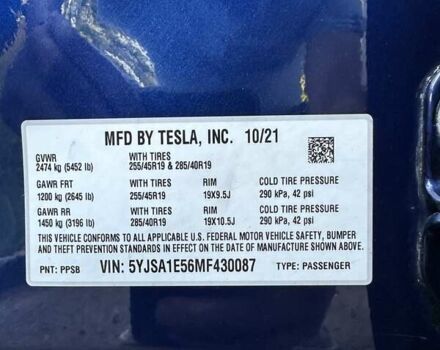 MFD BY TESLA, INC. 10/21
GVWR WITH TIRES
2474 kg (5452 lb) 255/45R19 & 285/40R19
GAWR FRT WITH TIRES RIM COLD TIRE PRESSURE
1200 kg (2645 lb) 255/45R19 19X9.5J 290 kPa, 42 psi
GAWR RR WITH TIRES RIM COLD TIRE PRESSURE
1450 kg (3196 lb) 285/40R19 19X10.5J 290 kPa, 42 psi
THIS VEHICLE CONFORMS TO ALL APPLICABLE U.S. FEDERAL MOTOR VEHICLE SAFETY, BUMPER
AND THEFT PREVENTION STANDARDS IN EFFECT ON THE DATE OF MANUFACTURE SHOWN ABOVE.
PNT: PPSB VIN: 5YJSA1E56MF430087 TYPE: PASSENGER